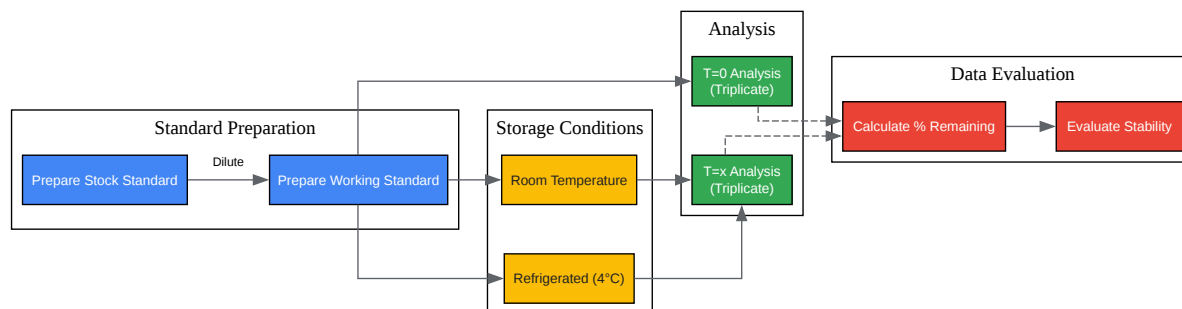 Standard Preparation
Prepare Stock Standard
Dilute
Prepare Working Standard
Storage Conditions
Room Temperature
Refrigerated (4°C)
Analysis
T=0 Analysis
(Triplicate)
T=x Analysis
(Triplicate)
Data Evaluation
Calculate % Remaining
Evaluate Stability